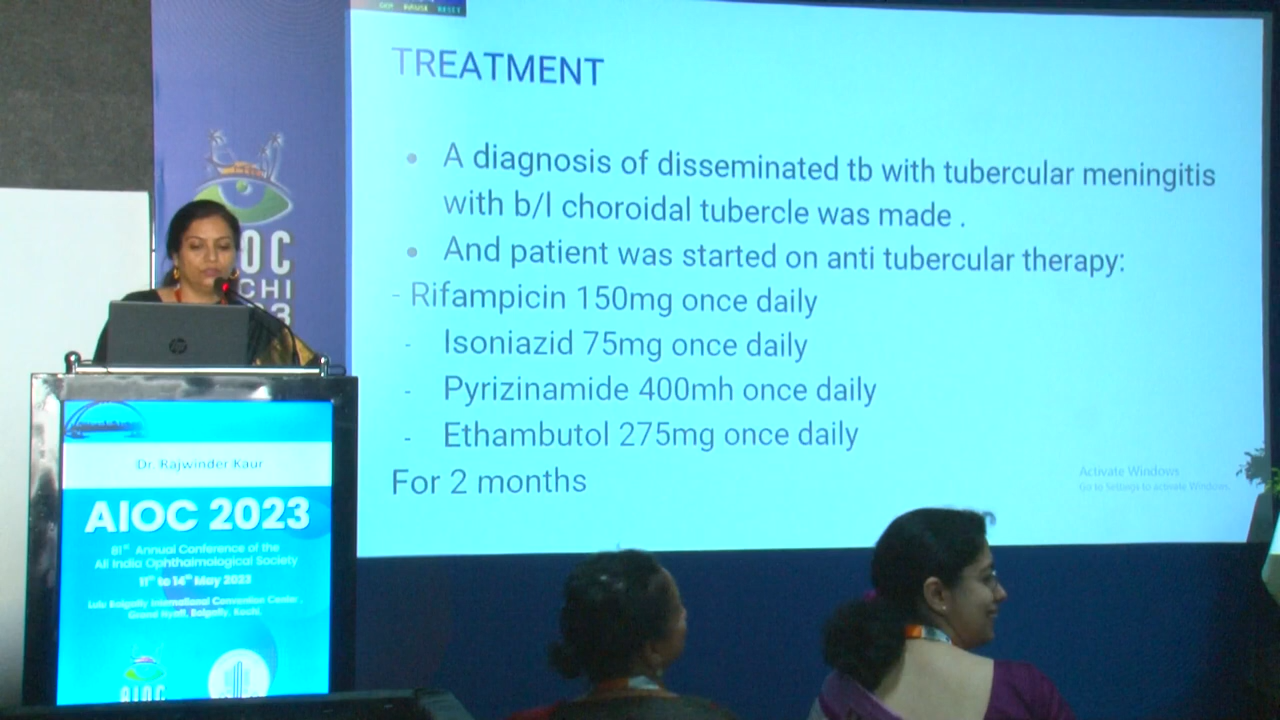 TREATMENT
• A diagnosis of disseminated tb with tubercular meningitis
with b/l choroidal tubercle was made .
• And patient was started on anti tubercular therapy:
- Rifampicin 150mg once daily
- Isoniazid 75mg once daily
- Pyrizinamide 400mh once daily
- Ethambutol 275mg once daily
For 2 months
Activate Windows
Go to Settings to activate Windows.
OC
CHI
hp
Dr. Rajwinder Kaur
AIOC 2023
81st Annual Conference of the
All India Ophthalmological Society
11th to 14th May 2023
Lulu Bolgatty International Convention Center,
Grand Hyatt, Bolgatty, Kochi.
AIOC